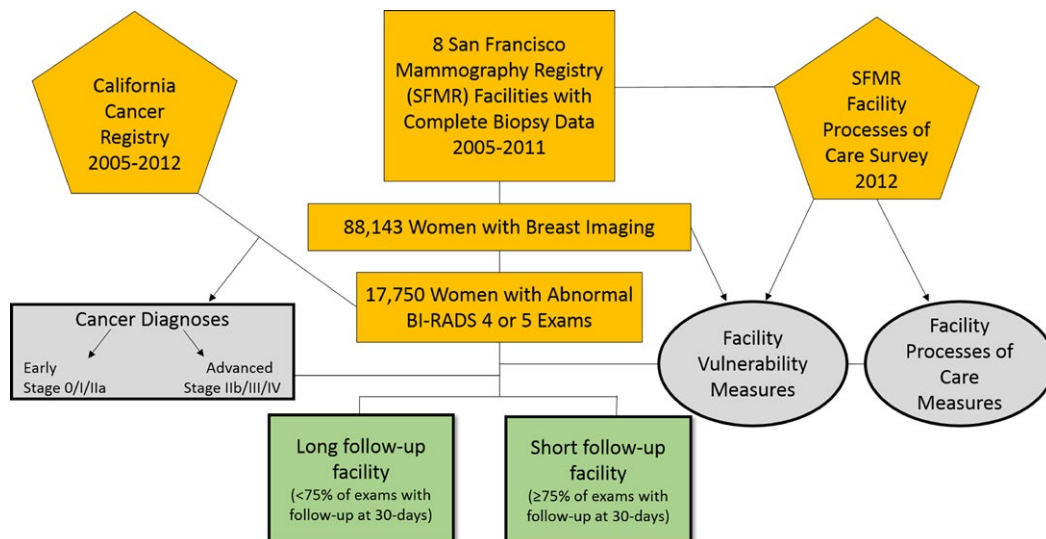 California
Cancer
Registry
2005-2012
8 San Francisco
Mammography Registry
(SFMR) Facilities with
Complete Biopsy Data
2005-2011
SFMR
Facility
Processes of
Care Survey
2012
88,143 Women with Breast Imaging
17,750 Women with Abnormal
BI-RADS 4 or 5 Exams
Cancer Diagnoses
Early
Stage 0/I/IIa
Advanced
Stage IIb/III/IV
Facility
Vulnerability
Measures
Facility
Processes of
Care
Measures
Long follow-up
facility
(<75% of exams with
follow-up at 30-days)
Short follow-up
facility
(≥75% of exams with
follow-up at 30-days)